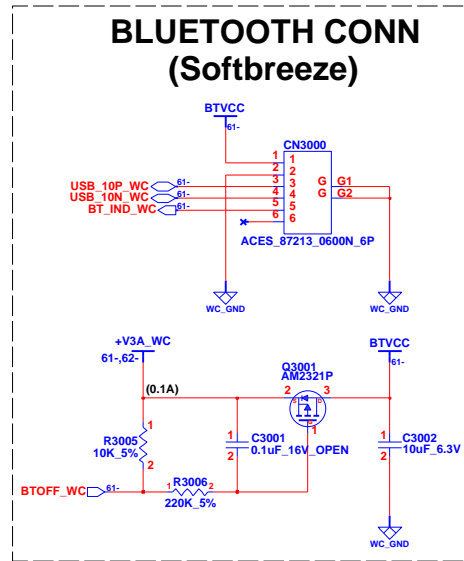 BLUETOOTH CONN
(Softbreeze)
BTVCC
61-
CN3000
1 1
2 2
USB_10P_WC 61- 3 3 G G1
USB_10N_WC 61- 4 4 G G2
BT_IND_WC 61- 5 5
6 6
ACES_87213_0600N_6P
WC_GND WC_GND
+V3A_WC
61-,62-
BTVCC
61-
Q3001
AM2321P
(0.1A)
2 3
S D
G
1
1
R3005
10K_5%
2
1
C3001
0.1uF_16V_OPEN
2
1
C3002
10uF_6.3V
2
BTOFF_WC 61-
R3006
1 2
220K_5%
WC_GND